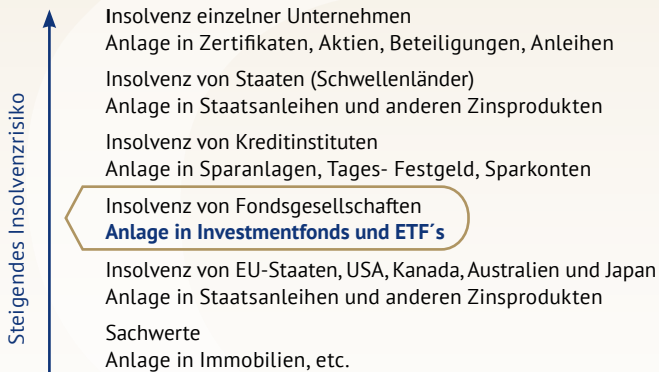 Steigendes Insolvenzrisiko
Insolvenz einzelner Unternehmen
Anlage in Zertifikaten, Aktien, Beteiligungen, Anleihen
Insolvenz von Staaten (Schwellenländer)
Anlage in Staatsanleihen und anderen Zinsprodukten
Insolvenz von Kreditinstituten
Anlage in Sparanlagen, Tages- Festgeld, Sparkonten
Insolvenz von Fondsgesellschaften
Anlage in Investmentfonds und ETF´s
Insolvenz von EU-Staaten, USA, Kanada, Australien und Japan
Anlage in Staatsanleihen und anderen Zinsprodukten
Sachwerte
Anlage in Immobilien, etc.